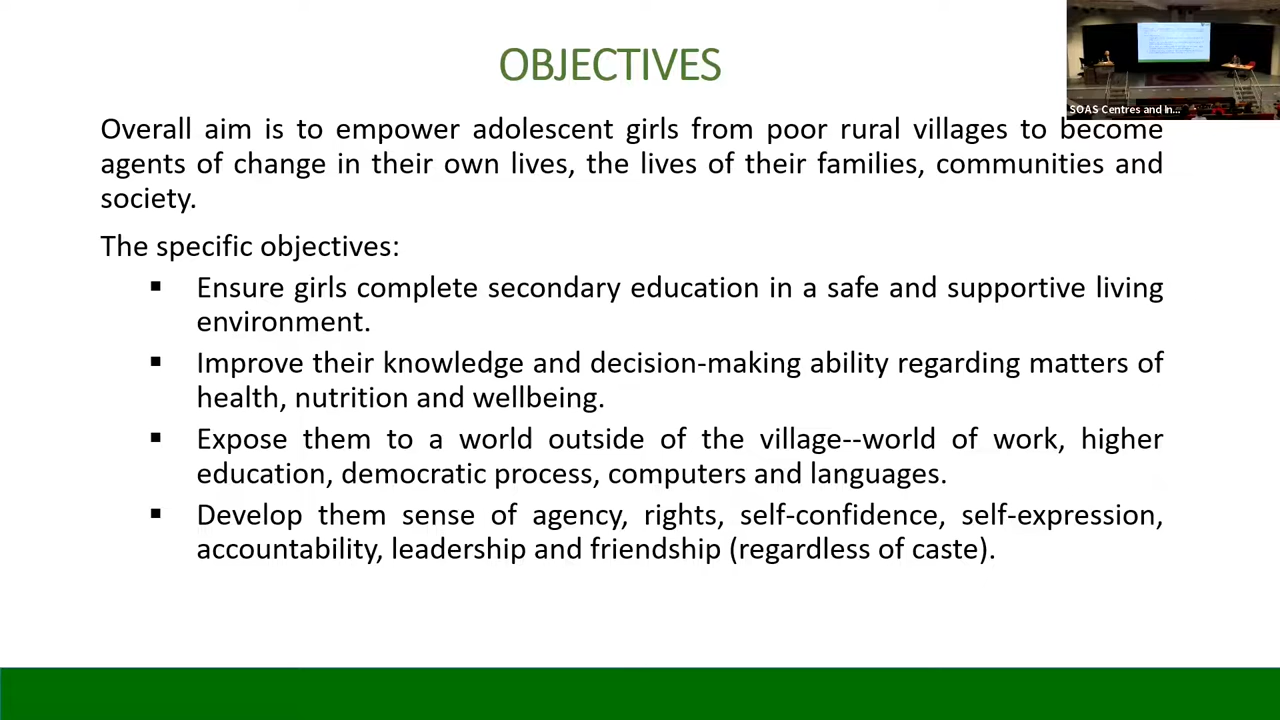 OBJECTIVES
SOAS Centres and In...
Overall aim is to empower adolescent girls from poor rural villages to become
agents of change in their own lives, the lives of their families, communities and
society.
The specific objectives:
▪ Ensure girls complete secondary education in a safe and supportive living
environment.
▪ Improve their knowledge and decision-making ability regarding matters of
health, nutrition and wellbeing.
▪ Expose them to a world outside of the village--world of work, higher
education, democratic process, computers and languages.
▪ Develop them sense of agency, rights, self-confidence, self-expression,
accountability, leadership and friendship (regardless of caste).